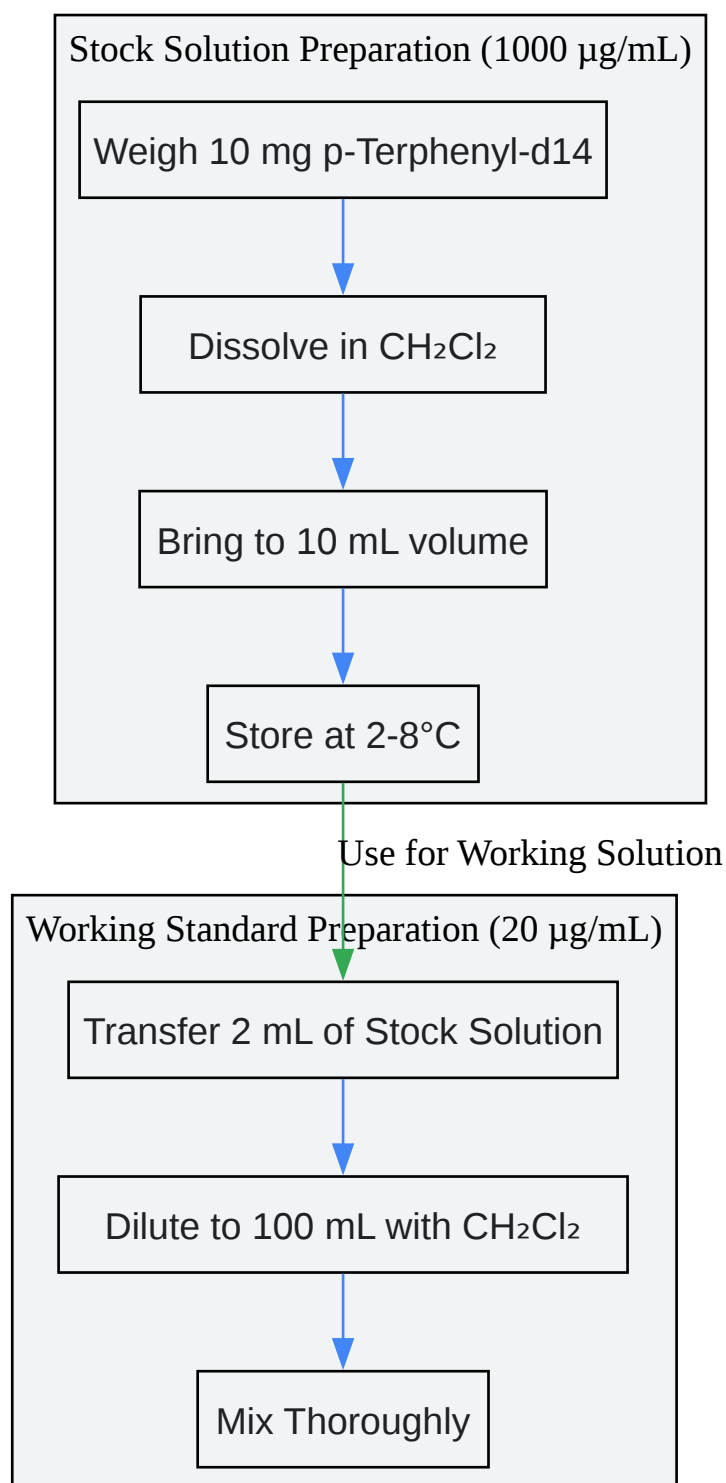 Stock Solution Preparation (1000 µg/mL)
Weigh 10 mg p-Terphenyl-d14
Dissolve in CH₂Cl₂
Bring to 10 mL volume
Store at 2-8°C
Use for Working Solution
Working Standard Preparation (20 µg/mL)
Transfer 2 mL of Stock Solution
Dilute to 100 mL with CH₂Cl₂
Mix Thoroughly